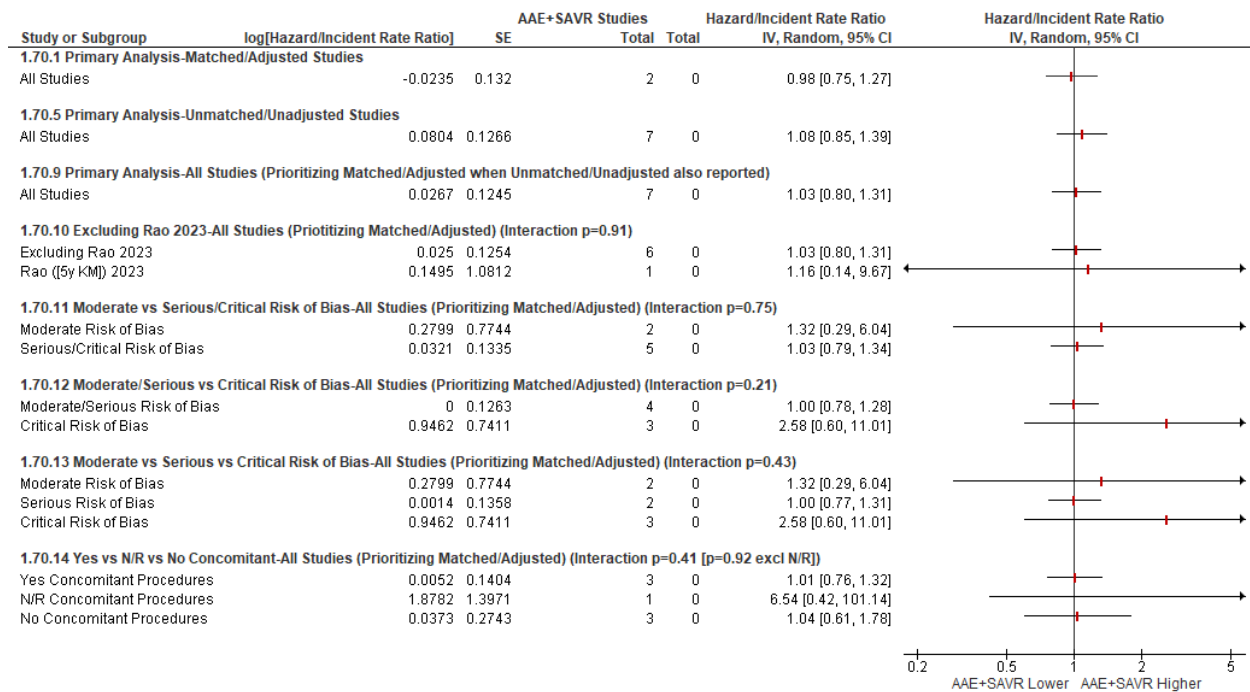 AAE+SAVR Studies Hazard/Incident Rate Ratio Hazard/Incident Rate Ratio
Study or Subgroup log[Hazard/Incident Rate Ratio] SE Total Total IV, Random, 95% CI IV, Random, 95% CI
1.70.1 Primary Analysis-Matched/Adjusted Studies
All Studies -0.0235 0.132 2 0 0.98 [0.75, 1.27]
1.70.5 Primary Analysis-Unmatched/Unadjusted Studies
All Studies 0.0804 0.1266 7 0 1.08 [0.85, 1.39]
1.70.9 Primary Analysis-All Studies (Prioritizing Matched/Adjusted when Unmatched/Unadjusted also reported)
All Studies 0.0267 0.1245 7 0 1.03 [0.80, 1.31]
1.70.10 Excluding Rao 2023-All Studies (Priotitizing Matched/Adjusted) (Interaction p=0.91)
Excluding Rao 2023 0.025 0.1254 6 0 1.03 [0.80, 1.31]
Rao ([5y KM]) 2023 0.1495 1.0812 1 0 1.16 [0.14, 9.67]
1.70.11 Moderate vs Serious/Critical Risk of Bias-All Studies (Prioritizing Matched/Adjusted) (Interaction p=0.75)
Moderate Risk of Bias 0.2799 0.7744 2 0 1.32 [0.29, 6.04]
Serious/Critical Risk of Bias 0.0321 0.1335 5 0 1.03 [0.79, 1.34]
1.70.12 Moderate/Serious vs Critical Risk of Bias-All Studies (Prioritizing Matched/Adjusted) (Interaction p=0.21)
Moderate/Serious Risk of Bias 0 0.1263 4 0 1.00 [0.78, 1.28]
Critical Risk of Bias 0.9462 0.7411 3 0 2.58 [0.60, 11.01]
1.70.13 Moderate vs Serious vs Critical Risk of Bias-All Studies (Prioritizing Matched/Adjusted) (Interaction p=0.43)
Moderate Risk of Bias 0.2799 0.7744 2 0 1.32 [0.29, 6.04]
Serious Risk of Bias 0.0014 0.1358 2 0 1.00 [0.77, 1.31]
Critical Risk of Bias 0.9462 0.7411 3 0 2.58 [0.60, 11.01]
1.70.14 Yes vs N/R vs No Concomitant-All Studies (Prioritizing Matched/Adjusted) (Interaction p=0.41 [p=0.92 excl N/R])
Yes Concomitant Procedures 0.0052 0.1404 3 0 1.01 [0.76, 1.32]
N/R Concomitant Procedures 1.8782 1.3971 1 0 6.54 [0.42, 101.14]
No Concomitant Procedures 0.0373 0.2743 3 0 1.04 [0.61, 1.78]
0.2 0.5 1 2 5
AAE+SAVR Lower AAE+SAVR Higher